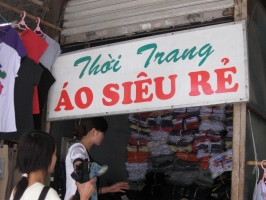 Thời Trang
ÁO SIÊU RẺ